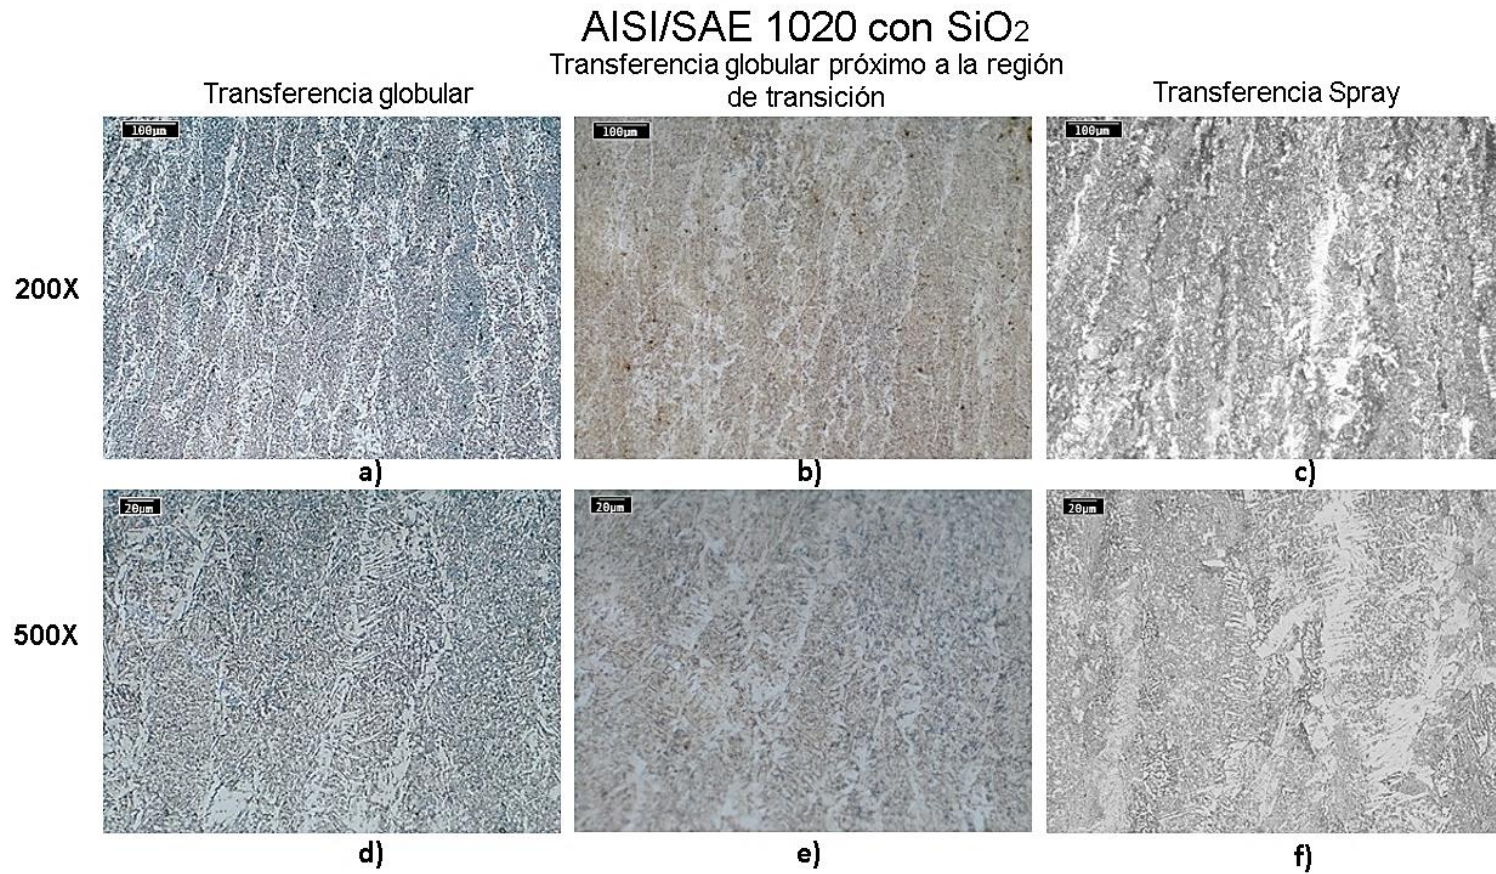 AISI/SAE 1020 con SiO2
Transferencia globular
Transferencia globular próximo a la región
de transición
Transferencia Spray
200X
100µm
100µm
100µm
a)
b)
c)
500X
20µm
20µm
20µm
d)
e)
f)